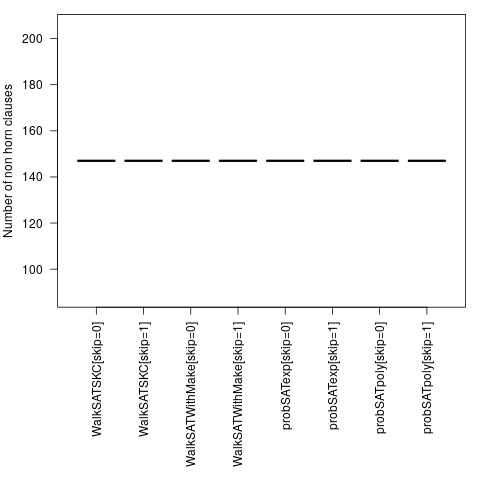 Number of non horn clauses
200
180
160
140
120
100
WalkSATSKC[skip=0]
WalkSATSKC[skip=1]
WalkSATWithMake[skip=0]
WalkSATWithMake[skip=1]
probSATexp[skip=0]
probSATexp[skip=1]
probSATpoly[skip=0]
probSATpoly[skip=1]